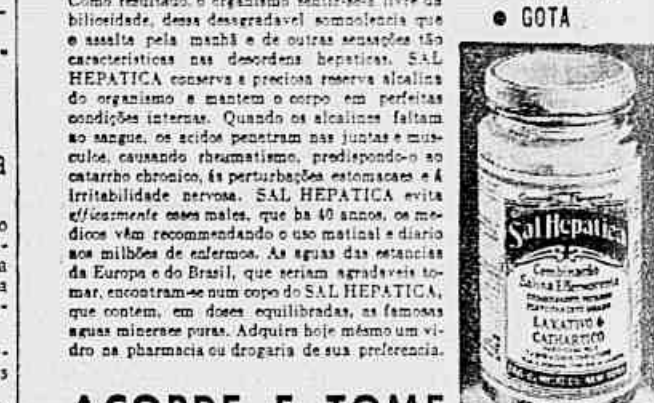 Como resultado, o organismo sentir-se-á livre da
biliosidade, dessa desagradavel somnolencia que
o assalta pela manhã e de outras sensações tão
caracteristicas nas desordens hepaticas. SAL
HEPATICA conserva a preciosa reserva alcalina
do organismo e mantem o corpo em perfeitas
condições internas. Quando os alcalinos faltam
ao sangue, os acidos penetram nas juntas e mus-
culos, causando rheumatismo, predispondo-o ao
catarrho chronico, ás perturbações estomacaes e á
irritabilidade nervosa. SAL HEPATICA evita
efficazmente esses males, que ha 40 annos, os me-
dicos vêm recommendando o uso matinal e diario
aos milhões de enfermos. As aguas das estancias
da Europa e do Brasil, que seriam agradaveis to-
mar, encontram-se num copo do SAL HEPATICA,
que contem, em doses equilibradas, as famosas
aguas mineraes puras. Adquira hoje mésmo um vi-
dro na pharmacia ou drogaria de sua preferencia.
ACORDE E TOME
• GOTA
Sal Hepatica
Combinação
Salina Effervescente
LAXATIVO &
CATHARTICO